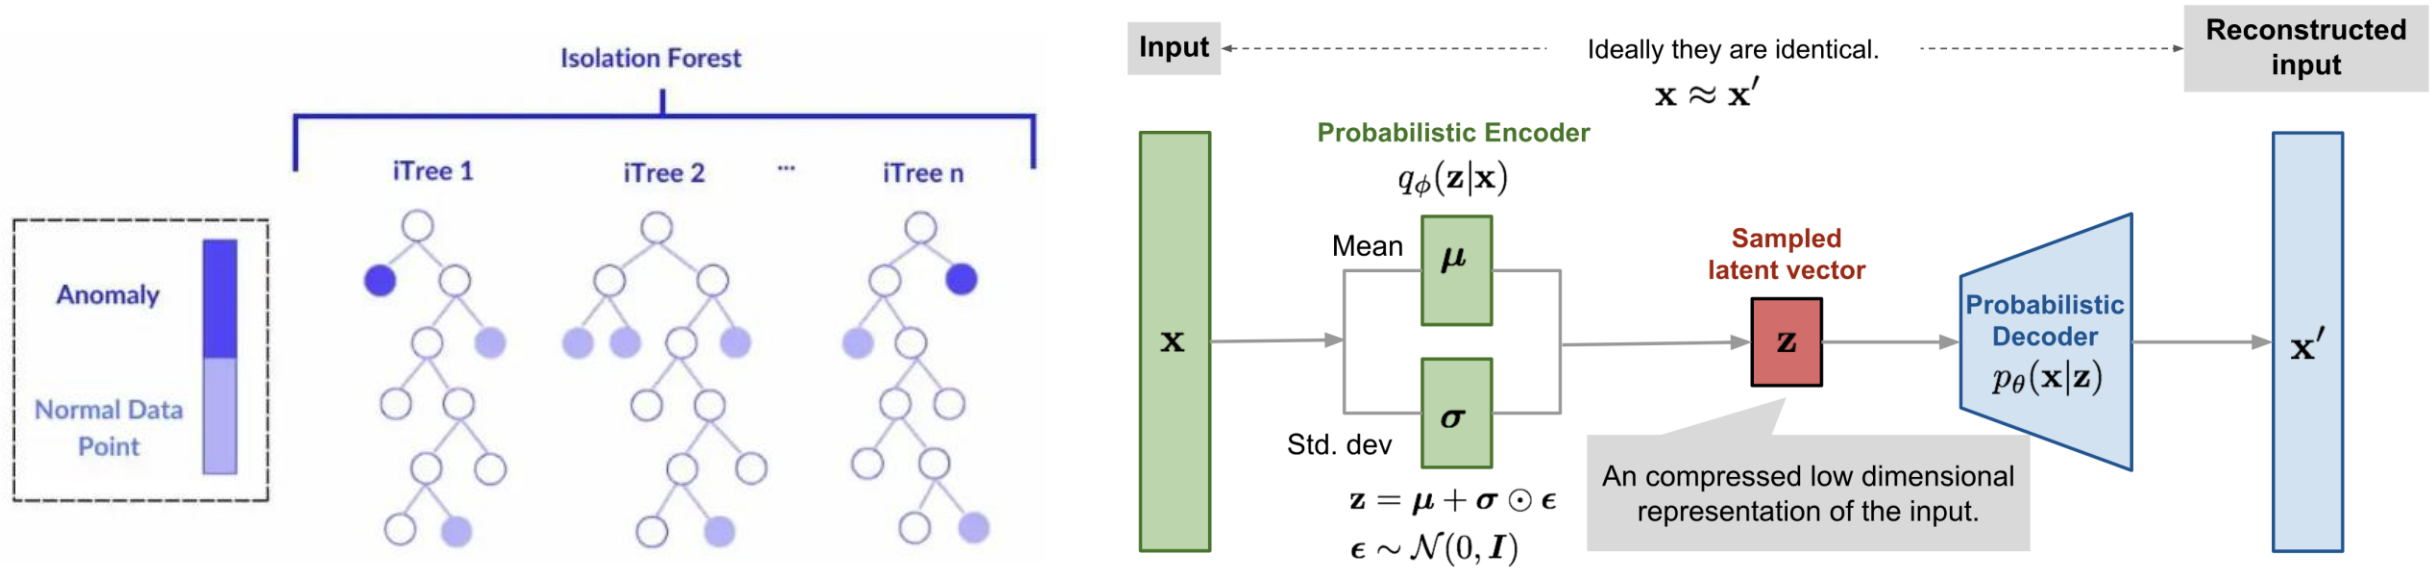 Isolation Forest
iTree 1
iTree 2
...
iTree n
Anomaly
Normal Data
Point
Input
Ideally they are identical.
x ≈ x′
Reconstructed
input
Probabilistic Encoder
qϕ(z|x)
Mean
μ
x
Std. dev
σ
z = μ + σ ⊙ ϵ
ϵ ∼ 𝒩(0, I)
Sampled
latent vector
z
An compressed low dimensional
representation of the input.
Probabilistic
Decoder
pθ(x|z)
x′